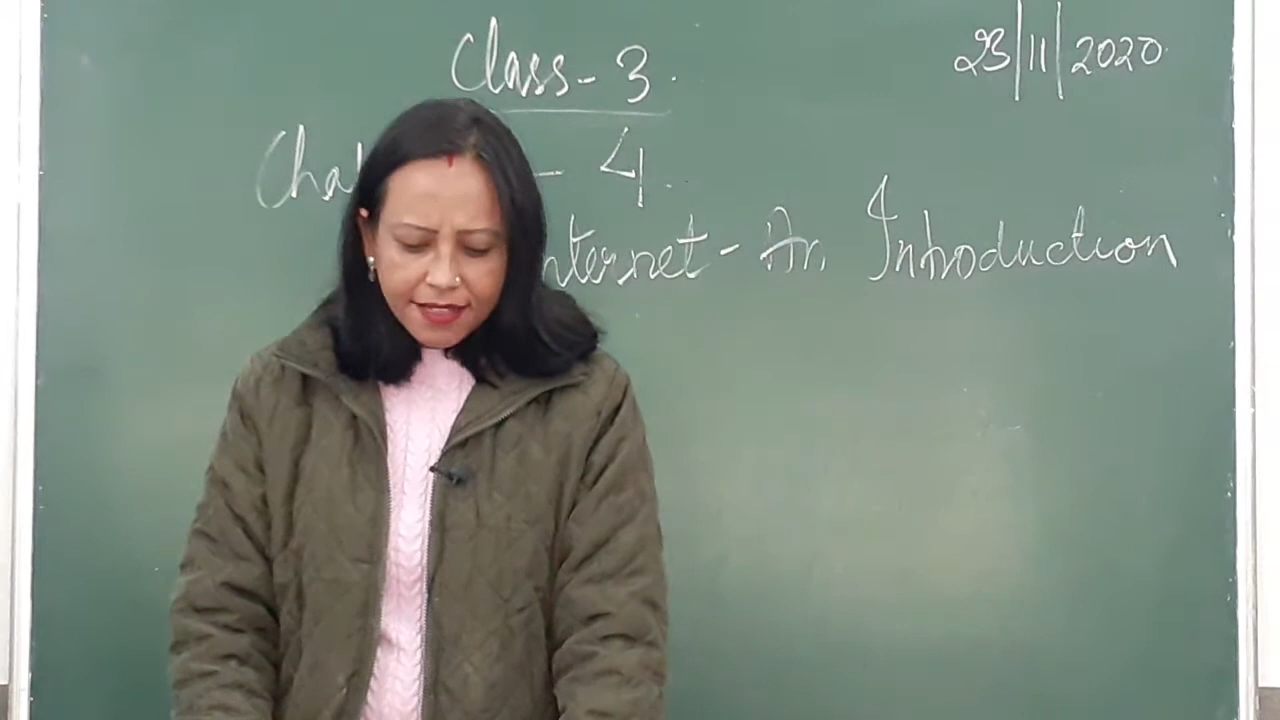 Class-3.
23/11/2020
Cha - 4.
nternet - An Introduction